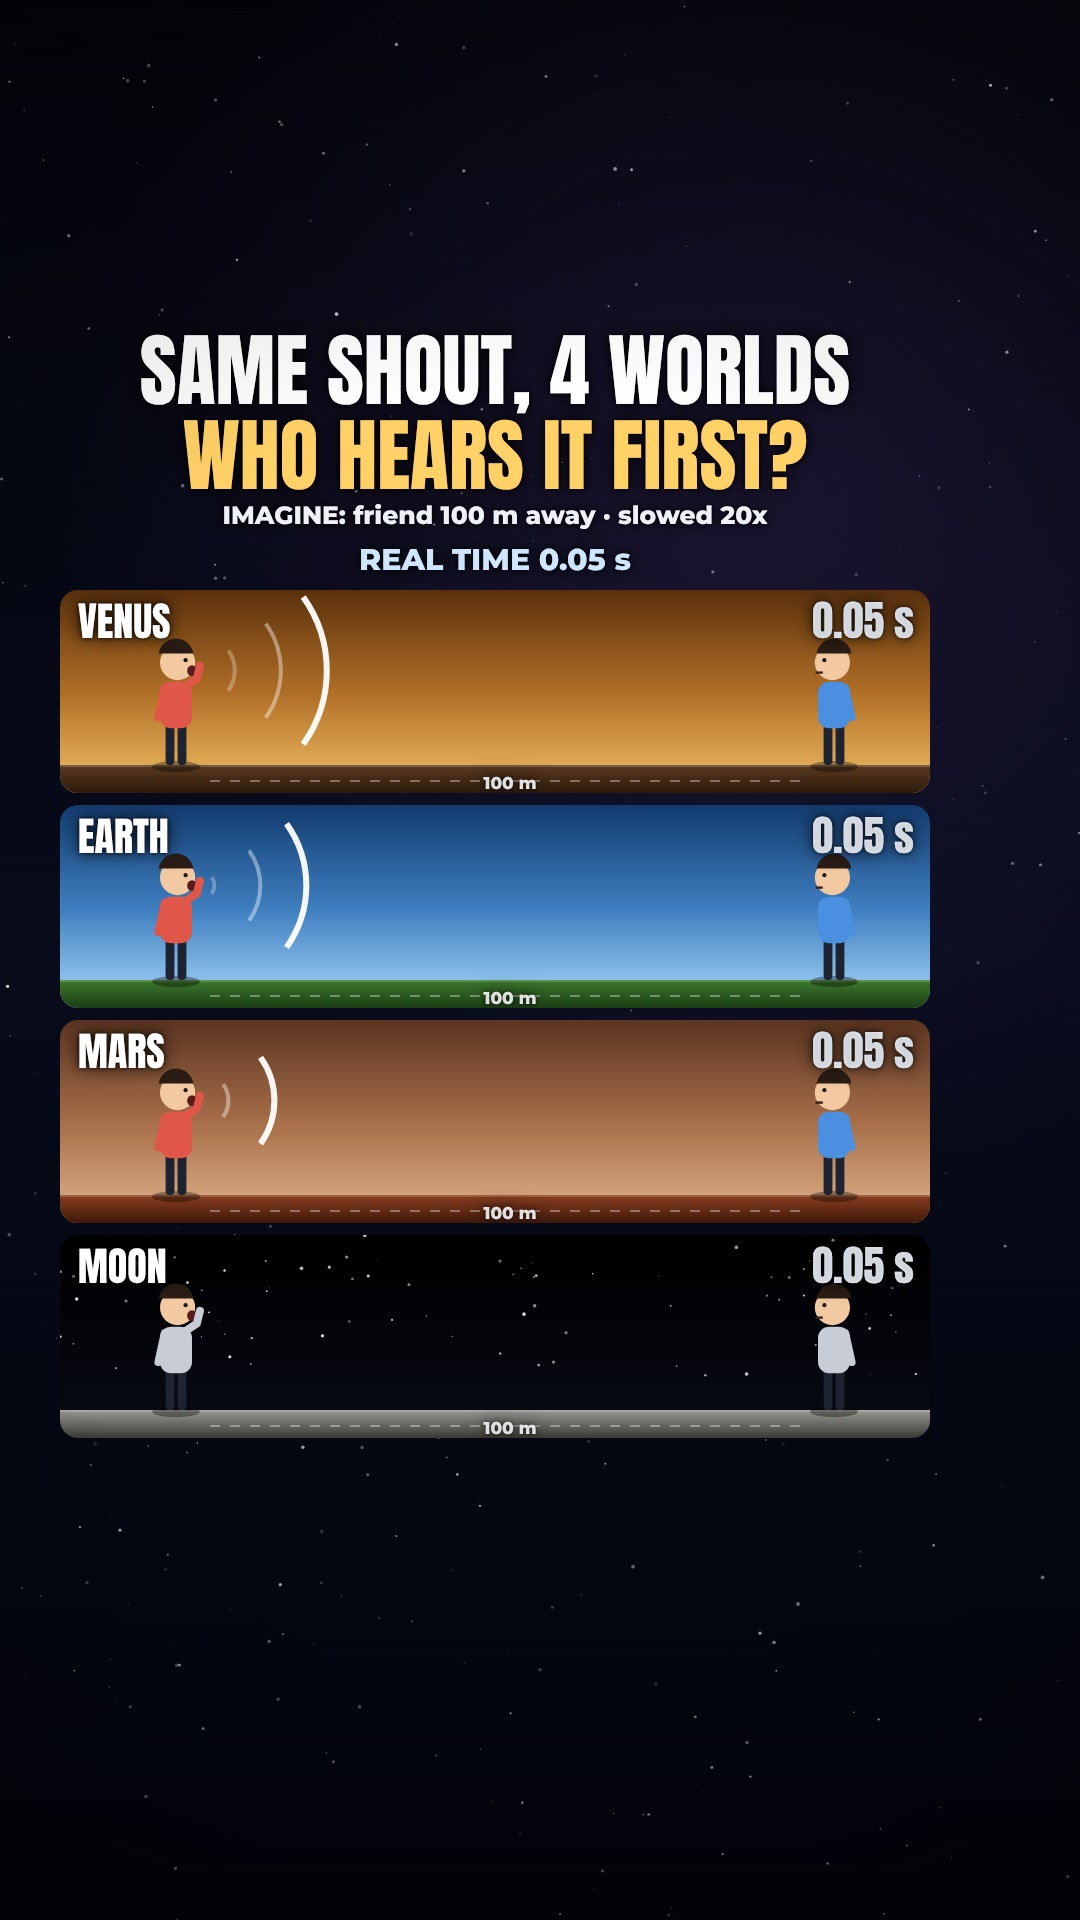 SAME SHOUT, 4 WORLDS
WHO HEARS IT FIRST?
IMAGINE: friend 100 m away · slowed 20x
REAL TIME 0.05 s
VENUS
0.05 s
100 m
EARTH
0.05 s
100 m
MARS
0.05 s
100 m
MOON
0.05 s
100 m